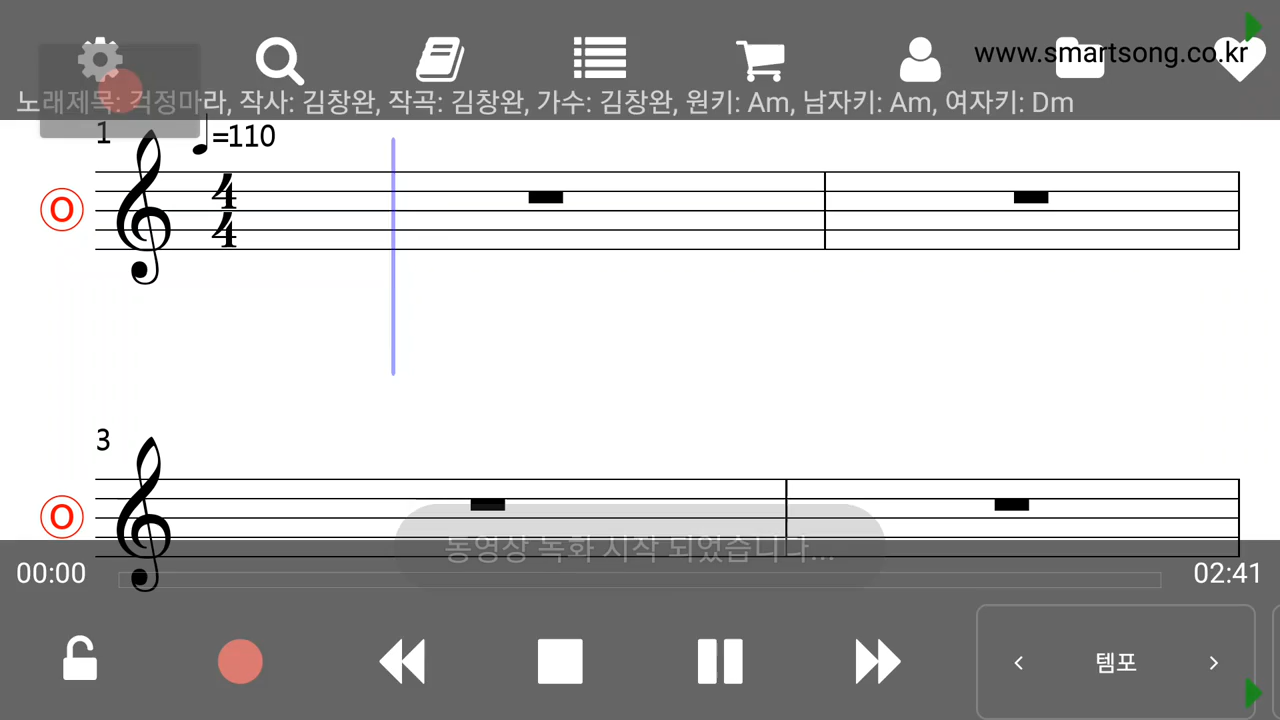 www.smartsong.co.kr
노래제목: 걱정마라, 작사: 김창완, 작곡: 김창완, 가수: 김창완, 원키: Am, 남자키: Am, 여자키: Dm
1 ♩=110
4
4
O
3
O
동영상 녹화 시작 되었습니다...
00:00 02:41
< 템포 >